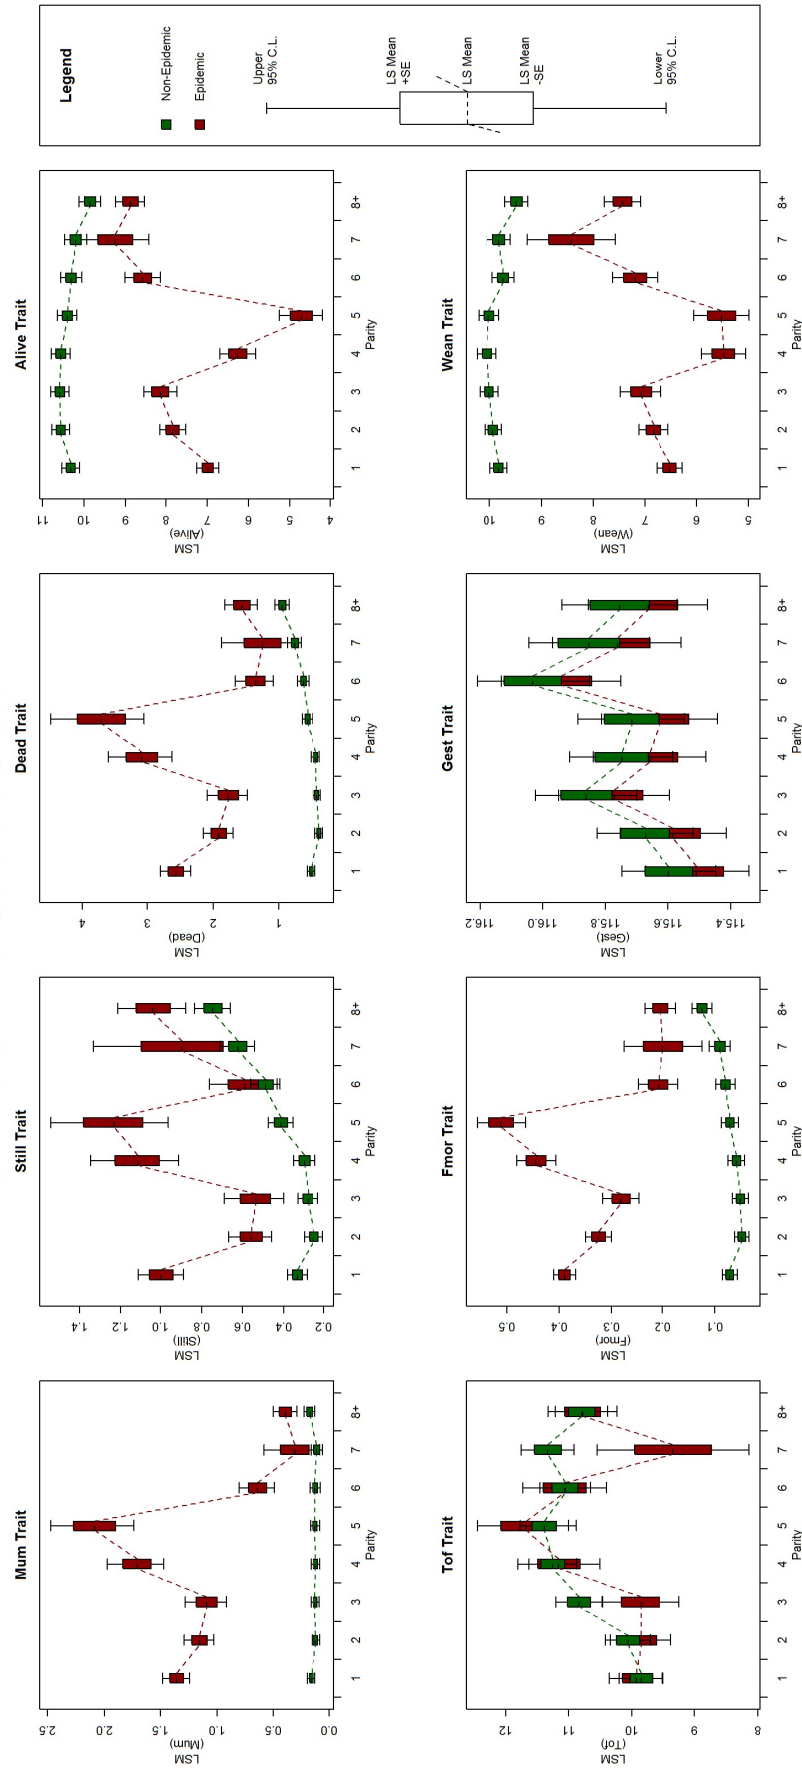 Mum Trait
LSM
(Mum)
2.5
2.0
1.5
1.0
0.5
0.0
1 2 3 4 5 6 7 8+
Parity
Still Trait
LSM
(Still)
1.4
1.2
1.0
0.8
0.6
0.4
0.2
1 2 3 4 5 6 7 8+
Parity
Dead Trait
LSM
(Dead)
4
3
2
1
1 2 3 4 5 6 7 8+
Parity
Alive Trait
LSM
(Alive)
11
10
9
8
7
6
5
4
1 2 3 4 5 6 7 8+
Parity
Legend
Non-Epidemic
Epidemic
Upper
95% C.L.
LS Mean
+SE
LS Mean
LS Mean
-SE
Lower
95% C.L.
Tof Trait
LSM
(Tof)
12
11
10
9
8
1 2 3 4 5 6 7 8+
Parity
Fmor Trait
LSM
(Fmor)
0.5
0.4
0.3
0.2
0.1
1 2 3 4 5 6 7 8+
Parity
Gest Trait
LSM
(Gest)
116.2
116.0
115.8
115.6
115.4
1 2 3 4 5 6 7 8+
Parity
Wean Trait
LSM
(Wean)
10
9
8
7
6
5
1 2 3 4 5 6 7 8+
Parity